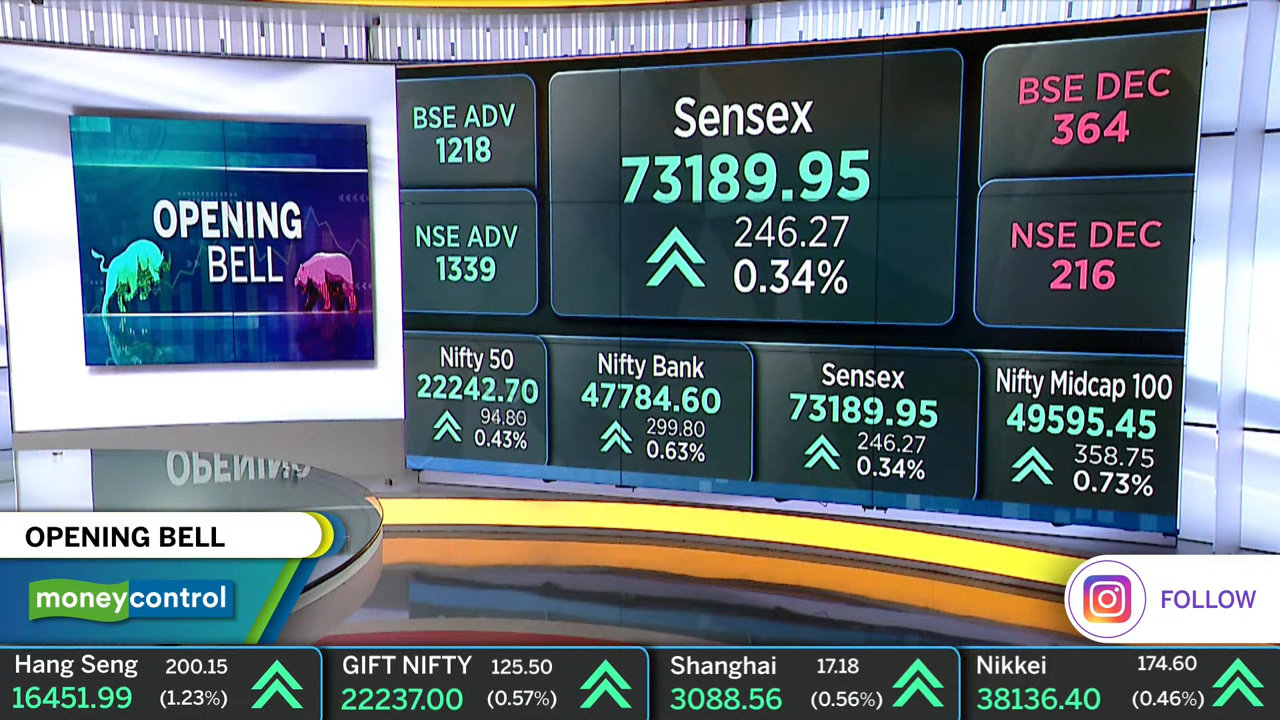 OPENING
BELL
BSE ADV
1218
NSE ADV
1339
Sensex
73189.95
246.27
0.34%
BSE DEC
364
NSE DEC
216
Nifty 50
22242.70
94.80
0.43%
Nifty Bank
47784.60
299.80
0.63%
Sensex
73189.95
246.27
0.34%
Nifty Midcap 100
49595.45
358.75
0.73%
OPENING
OPENING BELL
moneycontrol
FOLLOW
Hang Seng 200.15
16451.99 (1.23%)
GIFT NIFTY 125.50
22237.00 (0.57%)
Shanghai 17.18
3088.56 (0.56%)
Nikkei 174.60
38136.40 (0.46%)